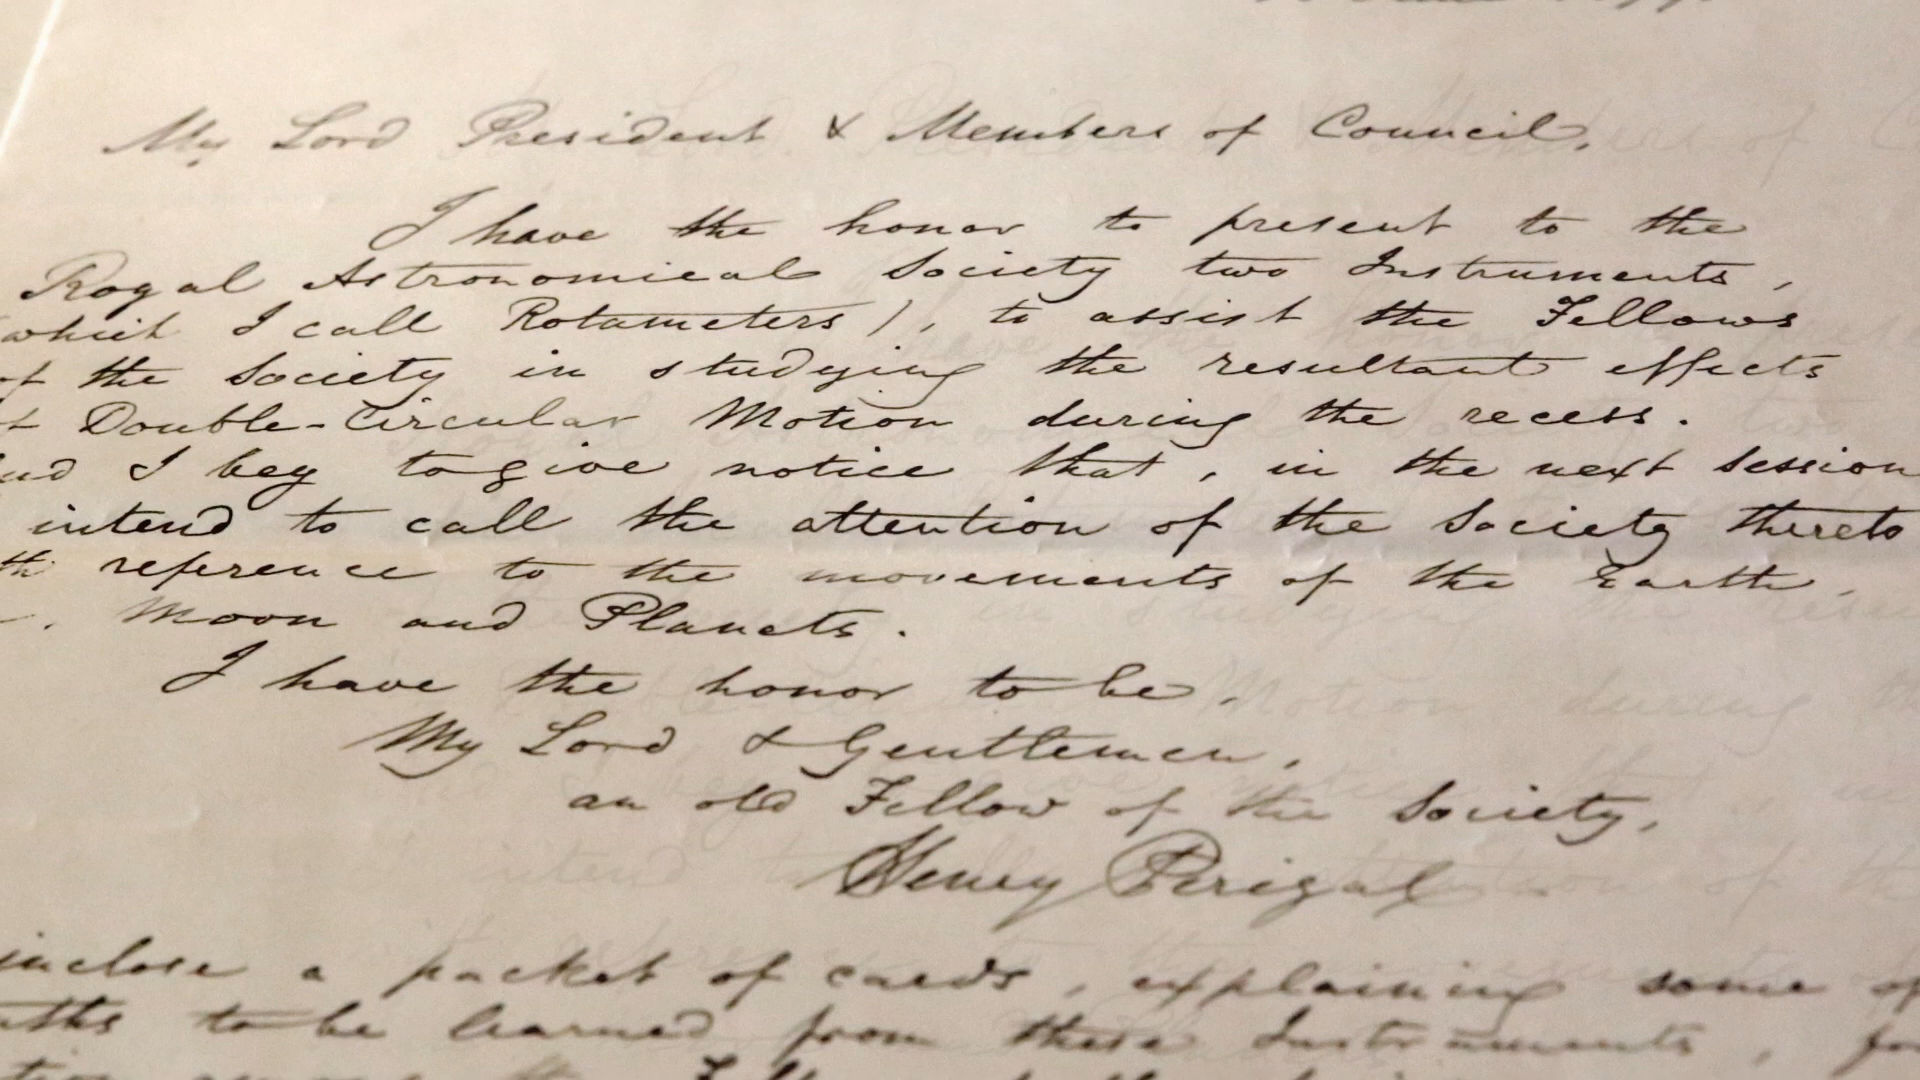 My Lord President & Members of Council,
I have the honor to present to the
Royal Astronomical Society two Instruments,
which I call Rotameters), to assist the Fellows
of the Society in studying the resultant effects
Double-Circular Motion during the recess.
I beg to give notice that, in the next session
intend to call the attention of the Society thereto
reference to the movements of the Earth,
Moon and Planets.
I have the honor to be,
My Lord & Gentlemen,
an old Fellow of the Society,
Henry Perigal
inclose a packet of cards, explaining some of
to be learned from these Instruments,